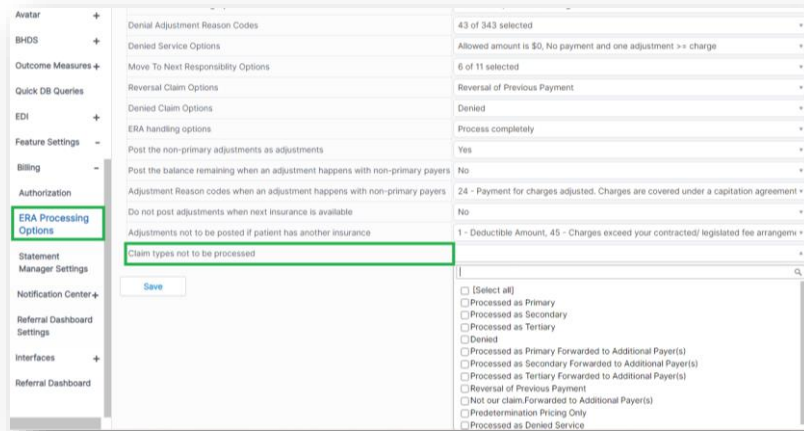 Avatar +
BHDS +
Outcome Measures +
Quick DB Queries
EDI +
Feature Settings -
Billing -
Authorization
ERA Processing
Options
Statement
Manager Settings
Notification Center+
Referral Dashboard
Settings
Interfaces +
Referral Dashboard
Denial Adjustment Reason Codes 43 of 343 selected
Denied Service Options Allowed amount is $0, No payment and one adjustment >= charge
Move To Next Responsiblity Options 6 of 11 selected
Reversal Claim Options Reversal of Previous Payment
Denied Claim Options Denied
ERA handling options Process completely
Post the non-primary adjustments as adjustments Yes
Post the balance remaining when an adjustment happens with non-primary payers No
Adjustment Reason codes when an adjustment happens with non-primary payers 24 - Payment for charges adjusted. Charges are covered under a capitation agreement
Do not post adjustments when next insurance is available No
Adjustments not to be posted if patient has another insurance 1 - Deductible Amount, 45 - Charges exceed your contracted/ legislated fee arrangeme
Claim types not to be processed
Save
[Select all]
Processed as Primary
Processed as Secondary
Processed as Tertiary
Denied
Processed as Primary Forwarded to Additional Payer(s)
Processed as Secondary Forwarded to Additional Payer(s)
Processed as Tertiary Forwarded to Additional Payer(s)
Reversal of Previous Payment
Not our claim.Forwarded to Additional Payer(s)
Predetermination Pricing Only
Processed as Denied Service